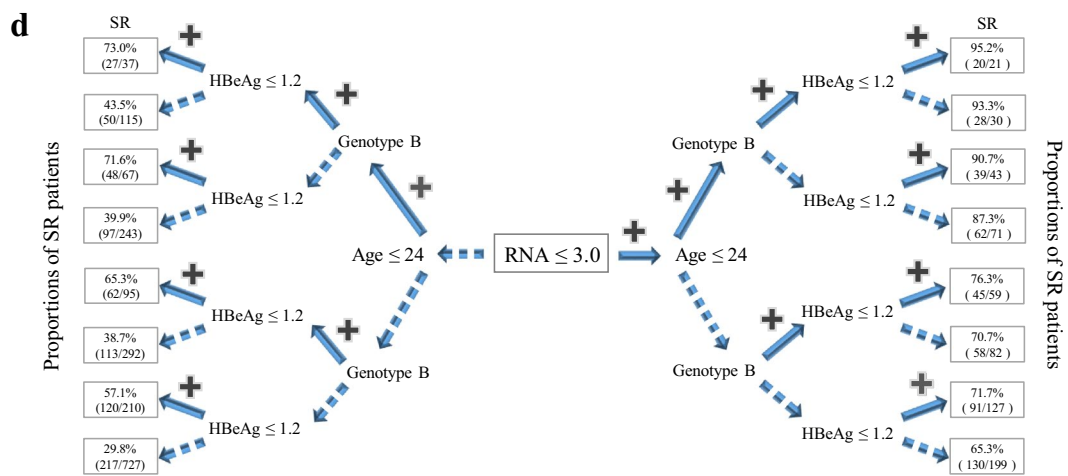 d
SR
73.0%
(27/37)
43.5%
(50/115)
71.6%
(48/67)
39.9%
(97/243)
65.3%
(62/95)
38.7%
(113/292)
57.1%
(120/210)
29.8%
(217/727)
Proportions of SR patients
HBeAg ≤ 1.2
HBeAg ≤ 1.2
HBeAg ≤ 1.2
HBeAg ≤ 1.2
Genotype B
Genotype B
Age ≤ 24
RNA ≤ 3.0
Age ≤ 24
Genotype B
Genotype B
HBeAg ≤ 1.2
HBeAg ≤ 1.2
HBeAg ≤ 1.2
HBeAg ≤ 1.2
SR
95.2%
( 20/21 )
93.3%
( 28/30 )
90.7%
( 39/43 )
87.3%
( 62/71 )
76.3%
( 45/59 )
70.7%
( 58/82 )
71.7%
( 91/127 )
65.3%
( 130/199 )
Proportions of SR patients